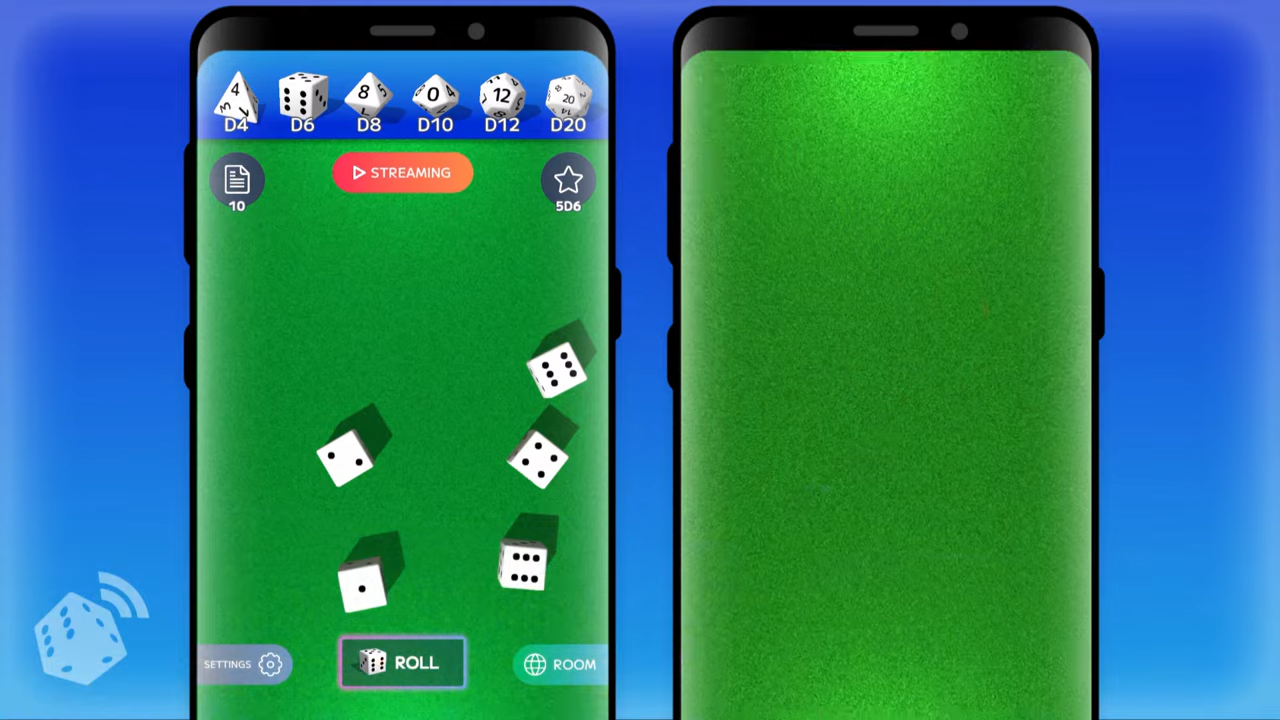 D4 D6 D8 D10 D12 D20
STREAMING
10
5D6
SETTINGS
ROLL
ROOM